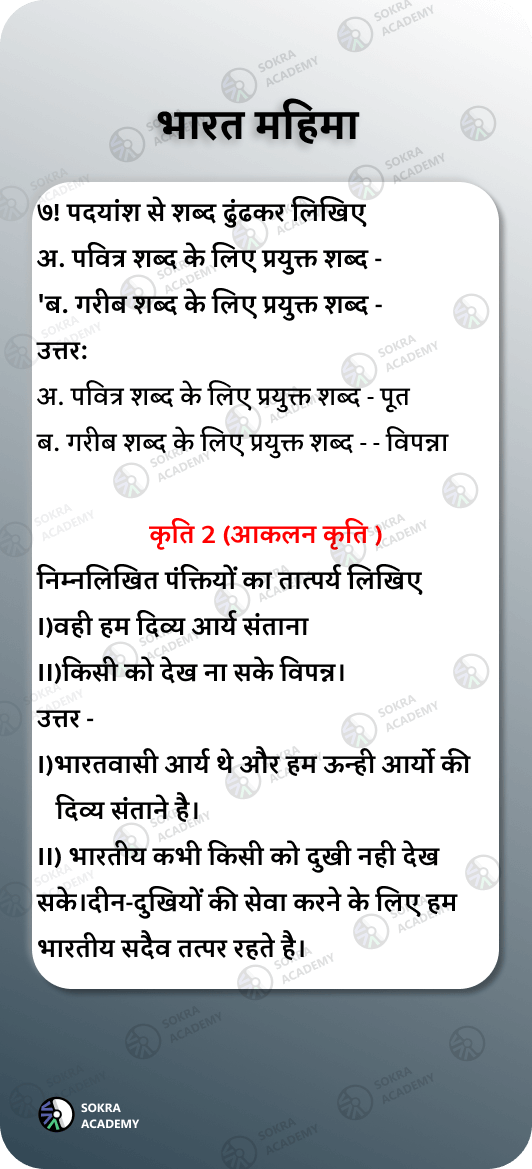 भारत महिमा
७! पदयांश से शब्द ढुंढकर लिखिए
अ. पवित्र शब्द के लिए प्रयुक्त शब्द -
'ब. गरीब शब्द के लिए प्रयुक्त शब्द -
उत्तर:
अ. पवित्र शब्द के लिए प्रयुक्त शब्द - पूत
ब. गरीब शब्द के लिए प्रयुक्त शब्द - - विपन्ना
कृति 2 (आकलन कृति )
निम्नलिखित पंक्तियों का तात्पर्य लिखिए
I)वही हम दिव्य आर्य संताना
II)किसी को देख ना सके विपन्न।
उत्तर -
I)भारतवासी आर्य थे और हम ऊन्ही आर्यो की
दिव्य संताने है।
II) भारतीय कभी किसी को दुखी नही देख
सके।दीन-दुखियों की सेवा करने के लिए हम
भारतीय सदैव तत्पर रहते है।
SOKRA
ACADEMY